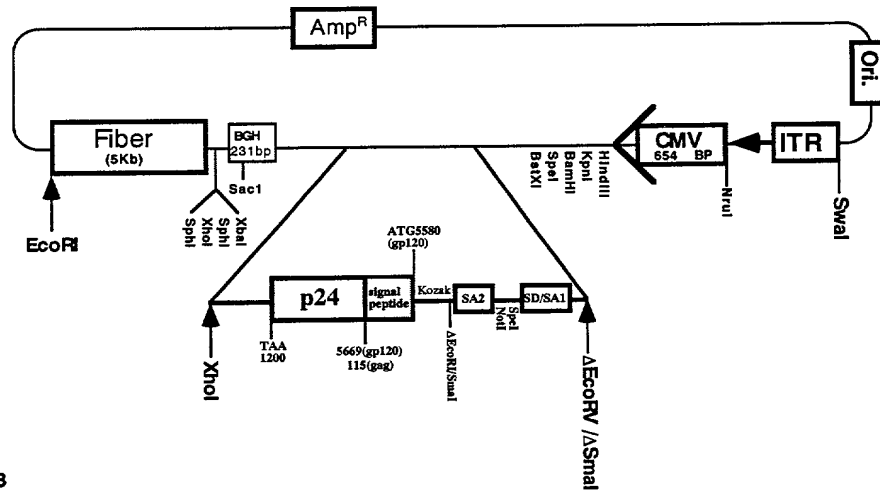 Amp^R
Ori.
Fiber
(5Kb)
BGH
231bp
Sac1
SphI
XhoI
SphI
XbaI
EcoRI
BstXI
SpeI
BamHI
KpnI
HindIII
CMV
654 BP
NruI
ITR
SwaI
ATG5580
(gp120)
p24
signal
peptide
Kozak
SA2
SD/SA1
NotI
SpeI
ΔEcoRI/SmaI
TAA
1200
5669(gp120)
115(gag)
XhoI
ΔEcoRV /ΔSmaI